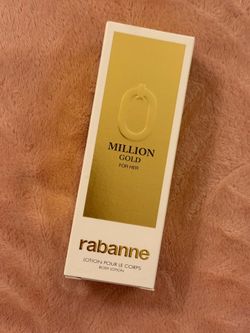 MILLION
GOLD
FOR HER
rabanne
LOTION POUR LE CORPS
BODY LOTION